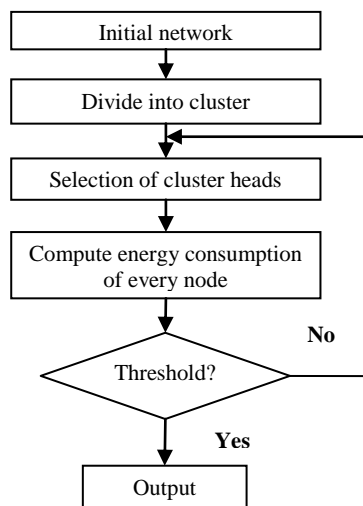 Initial network
Divide into cluster
Selection of cluster heads
Compute energy consumption
of every node
No
Threshold?
Yes
Output